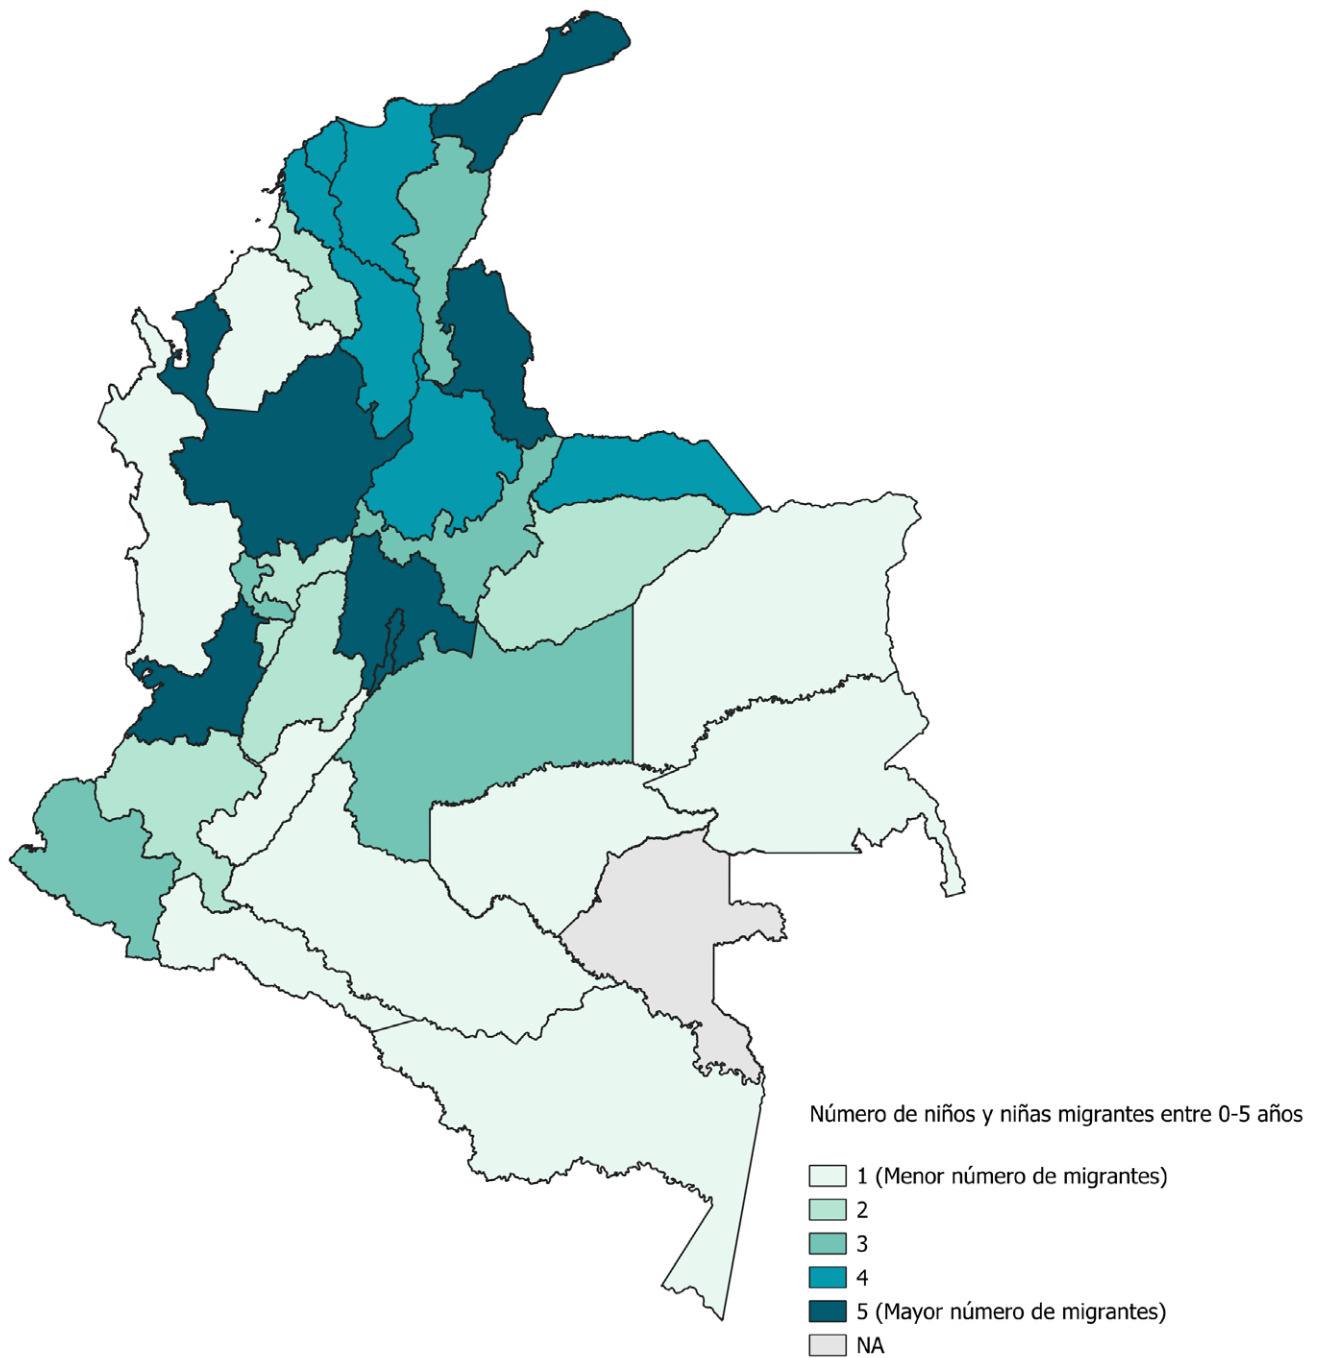 Número de niños y niñas migrantes entre 0-5 años
1 (Menor número de migrantes)
2
3
4
5 (Mayor número de migrantes)
NA